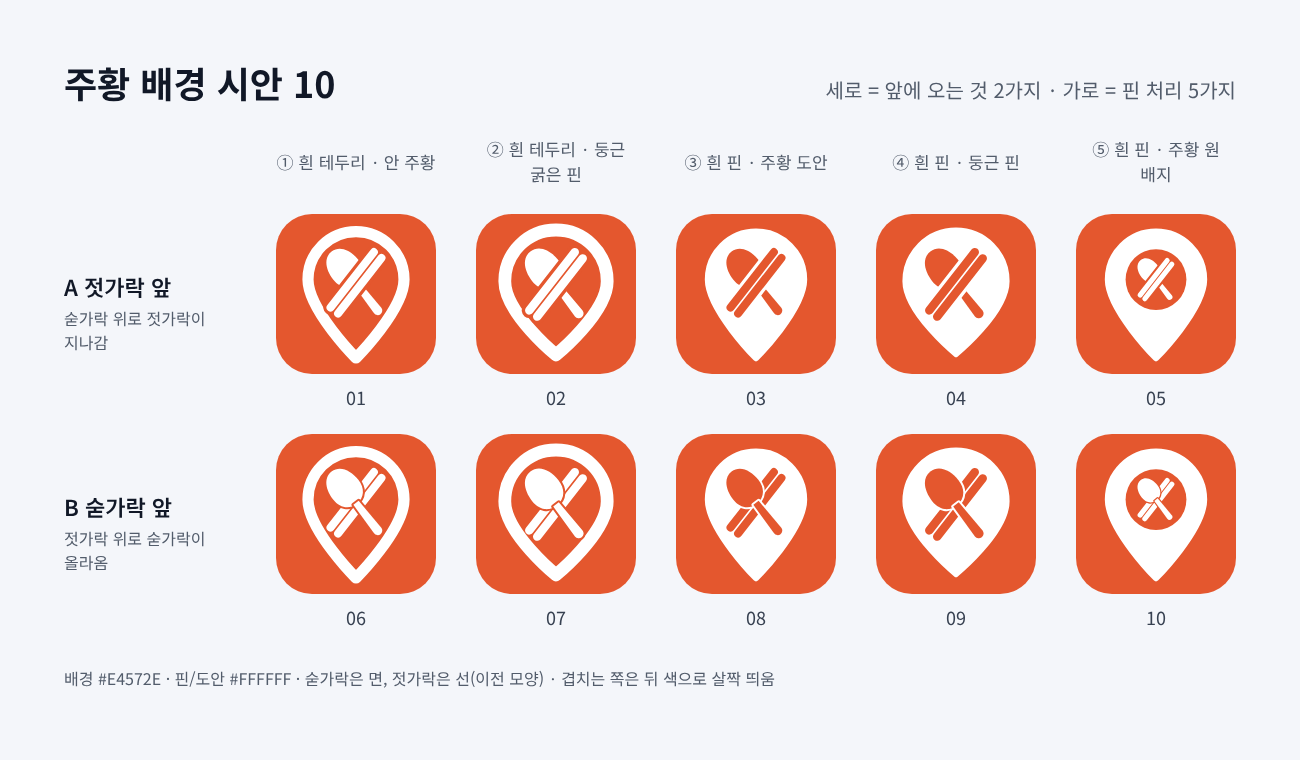 주황 배경 시안 10
세로 = 앞에 오는 것 2가지 · 가로 = 핀 처리 5가지
① 흰 테두리 · 안 주황
② 흰 테두리 · 둥근
굵은 핀
③ 흰 핀 · 주황 도안
④ 흰 핀 · 둥근 핀
⑤ 흰 핀 · 주황 원
배지
A 젓가락 앞
숟가락 위로 젓가락이
지나감
01
02
03
04
05
B 숟가락 앞
젓가락 위로 숟가락이
올라옴
06
07
08
09
10
배경 #E4572E · 핀/도안 #FFFFFF · 숟가락은 면, 젓가락은 선(이전 모양) · 겹치는 쪽은 뒤 색으로 살짝 띄움